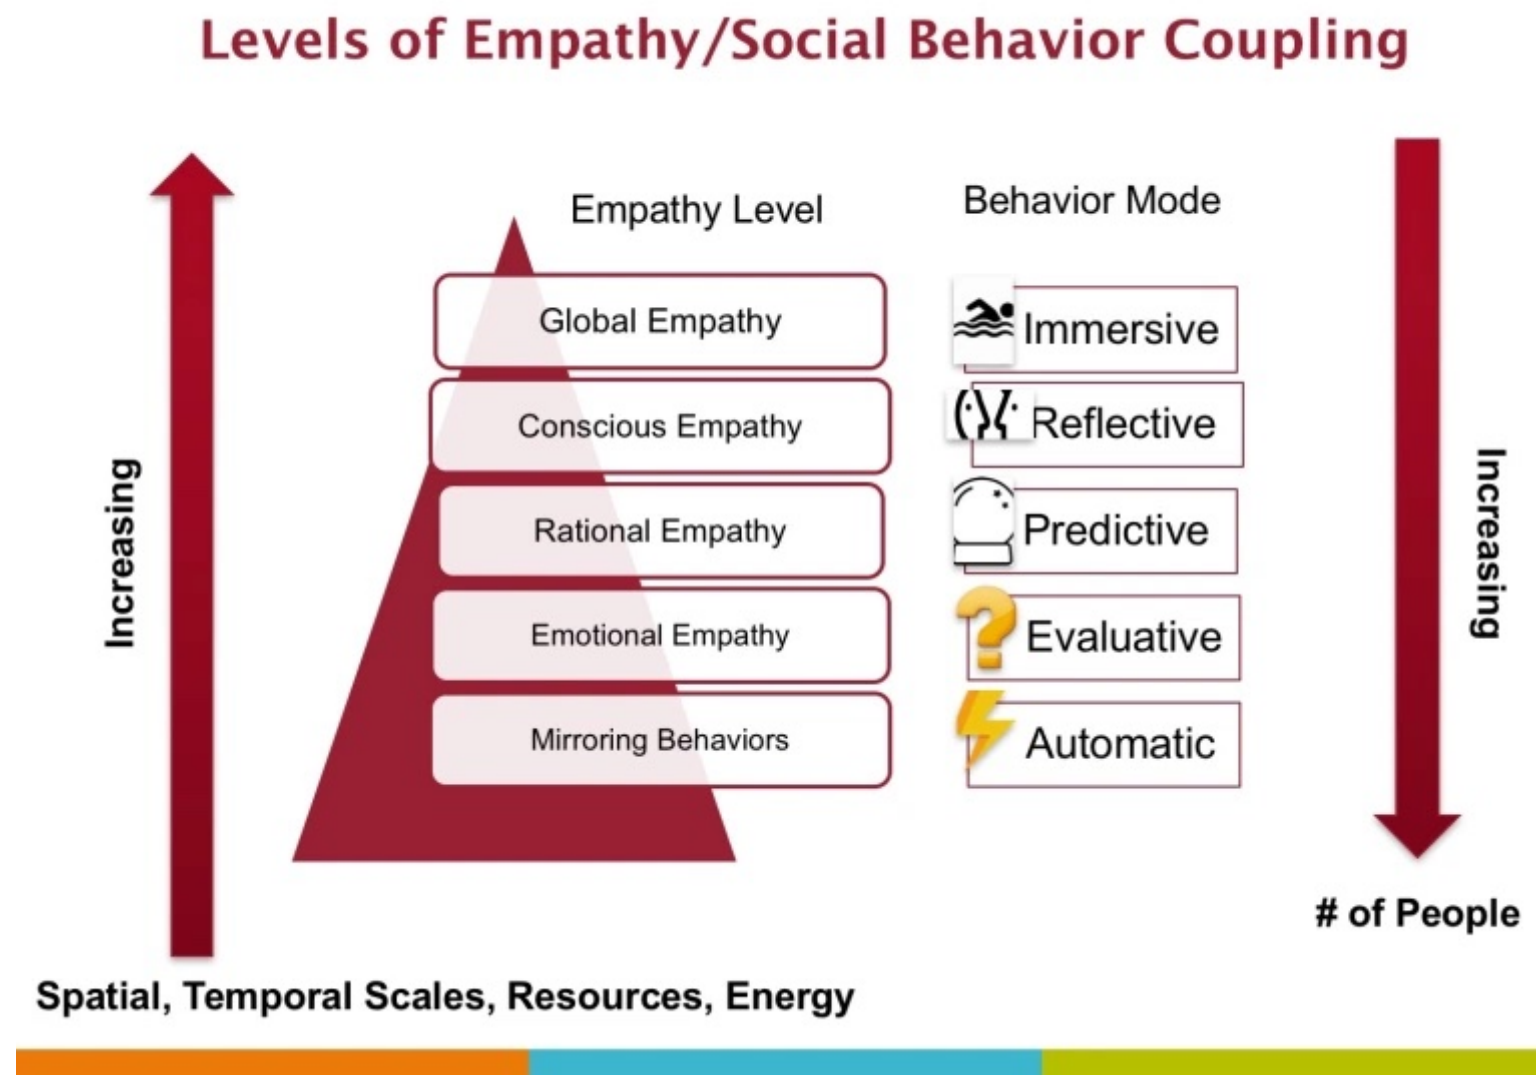 Levels of Empathy/Social Behavior Coupling
Empathy Level
Behavior Mode
Global Empathy
Immersive
Conscious Empathy
Reflective
Rational Empathy
Predictive
Emotional Empathy
Evaluative
Mirroring Behaviors
Automatic
Increasing
Increasing
# of People
Spatial, Temporal Scales, Resources, Energy